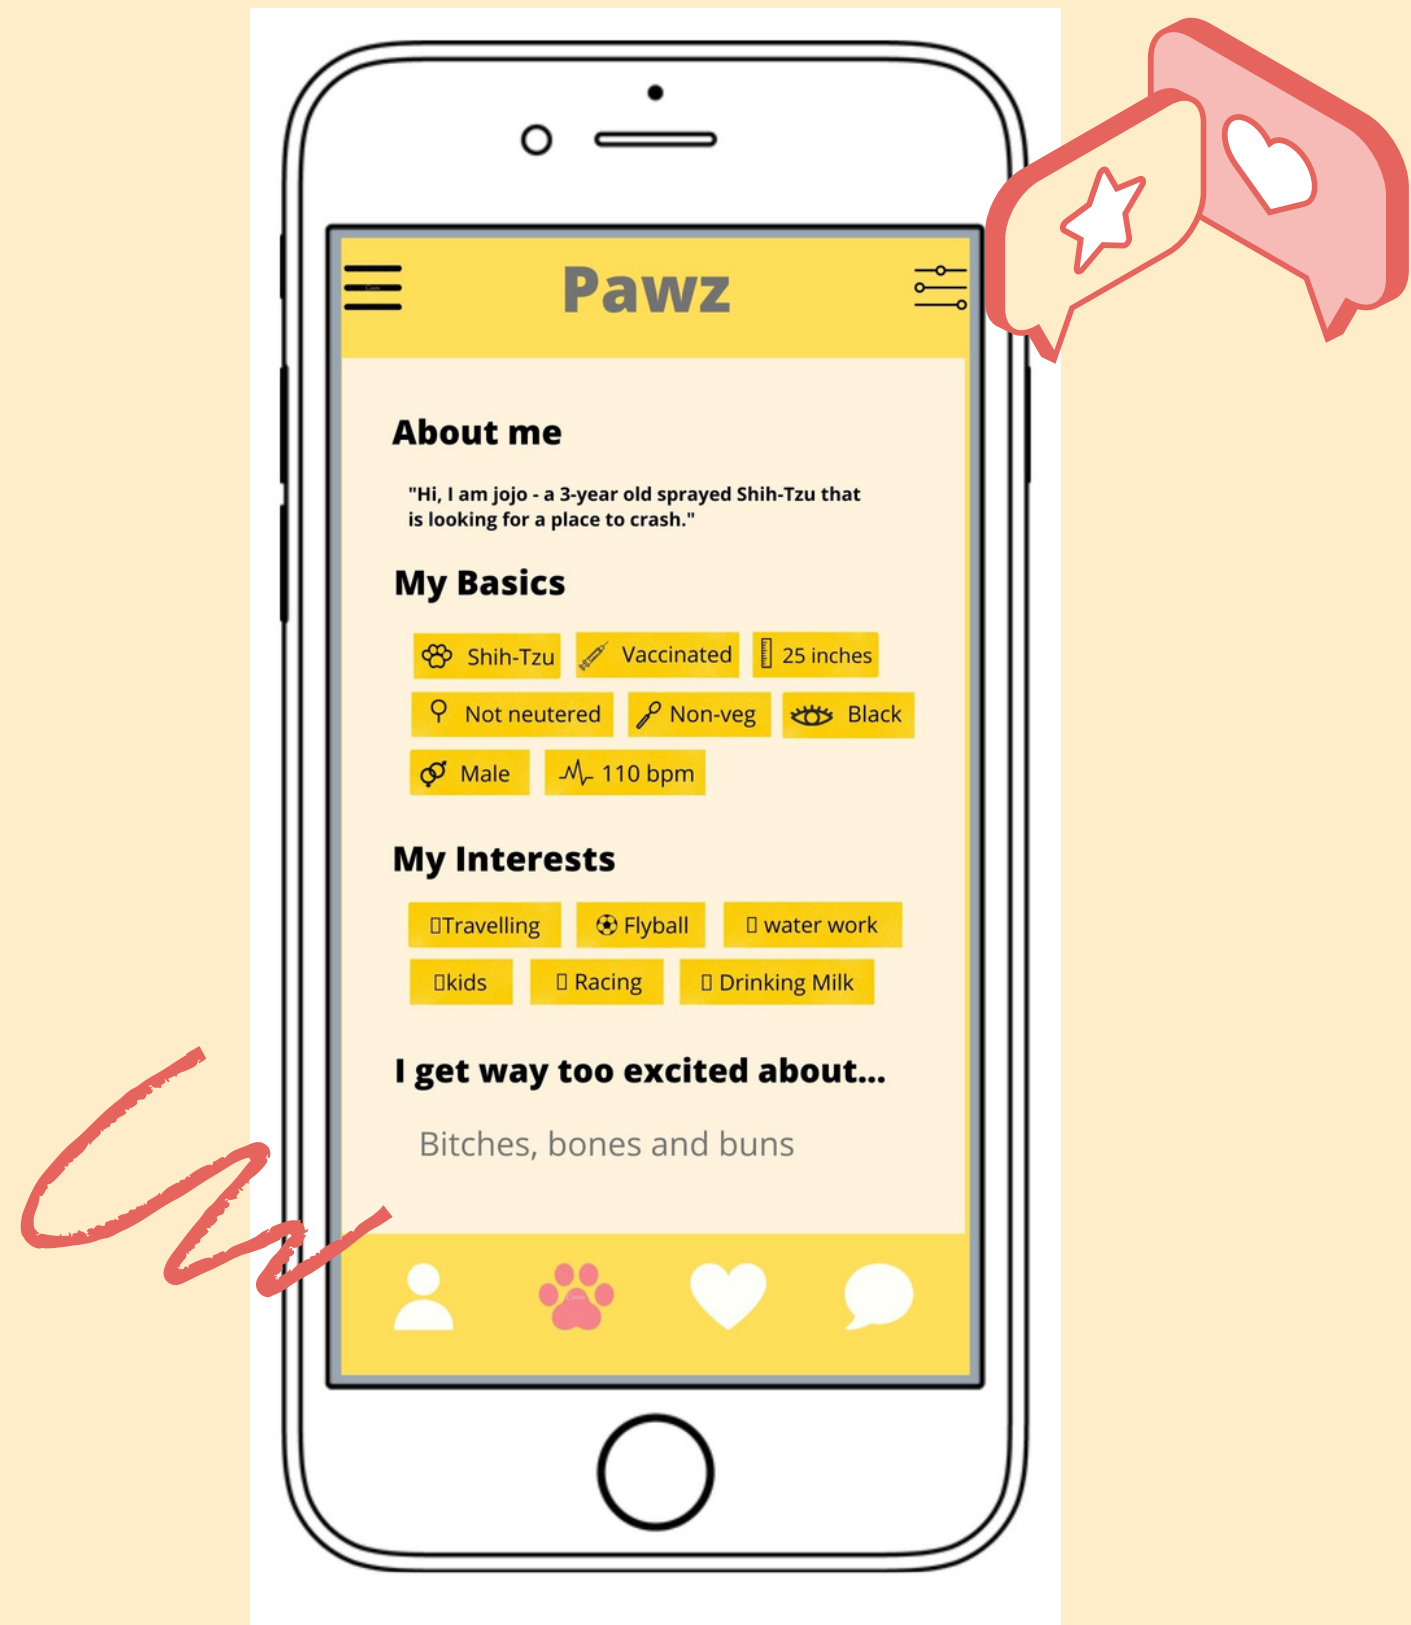 Pawz
About me
"Hi, I am jojo - a 3-year old sprayed Shih-Tzu that
is looking for a place to crash."
My Basics
Shih-Tzu
Vaccinated
25 inches
Not neutered
Non-veg
Black
Male
110 bpm
My Interests
Travelling
Flyball
water work
kids
Racing
Drinking Milk
I get way too excited about...
Bitches, bones and buns